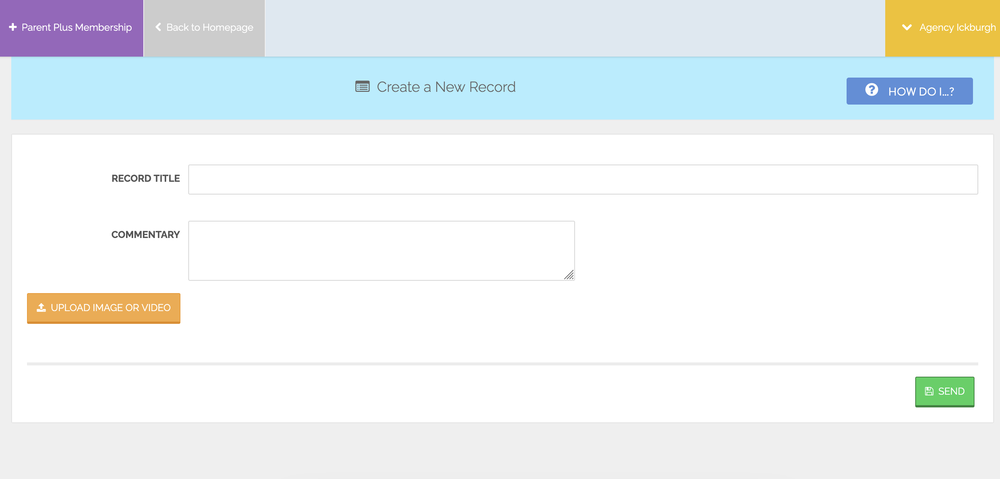 Parent Plus Membership
Back to Homepage
Agency Ickburgh
Create a New Record
HOW DO I...?
RECORD TITLE
COMMENTARY
UPLOAD IMAGE OR VIDEO
SEND